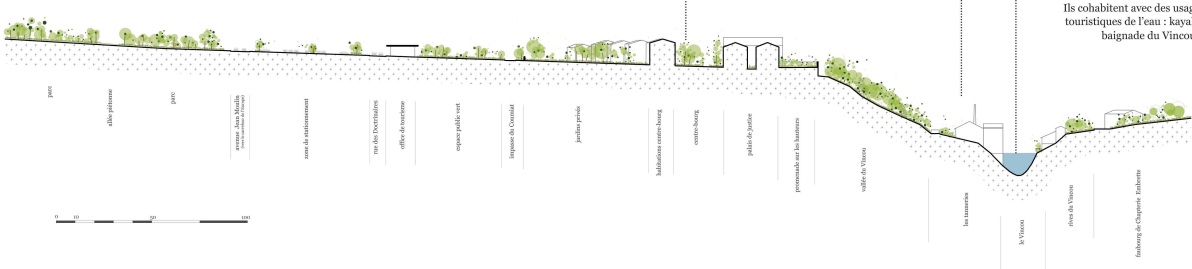 Ils cohabitent avec des usag
touristiques de l'eau : kaya
baignade du Vincou
parc
allée piétonne
parc
avenue Jean Moulin
zone de stationnement
rue des Doctrinaires
office de tourisme
espace public vert
impasse du Couniat
jardins privés
habitations centre-bourg
centre-bourg
palais de justice
promenade sur les hauteurs
vallée du Vincou
les tanneries
le Vincou
rives du Vincou
faubourg de Chapterie Embeette
0 10 50 100